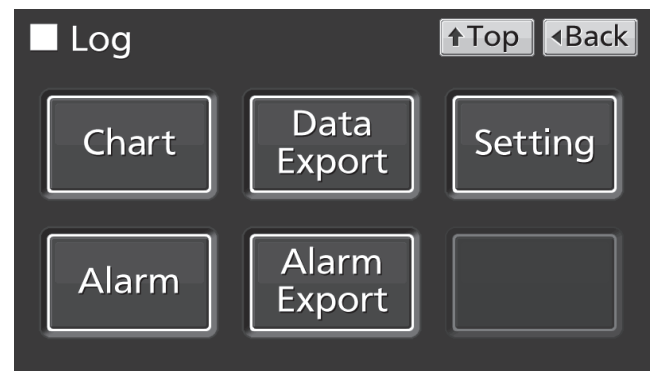 Log
Top
Back
Chart
Data
Export
Setting
Alarm
Alarm
Export